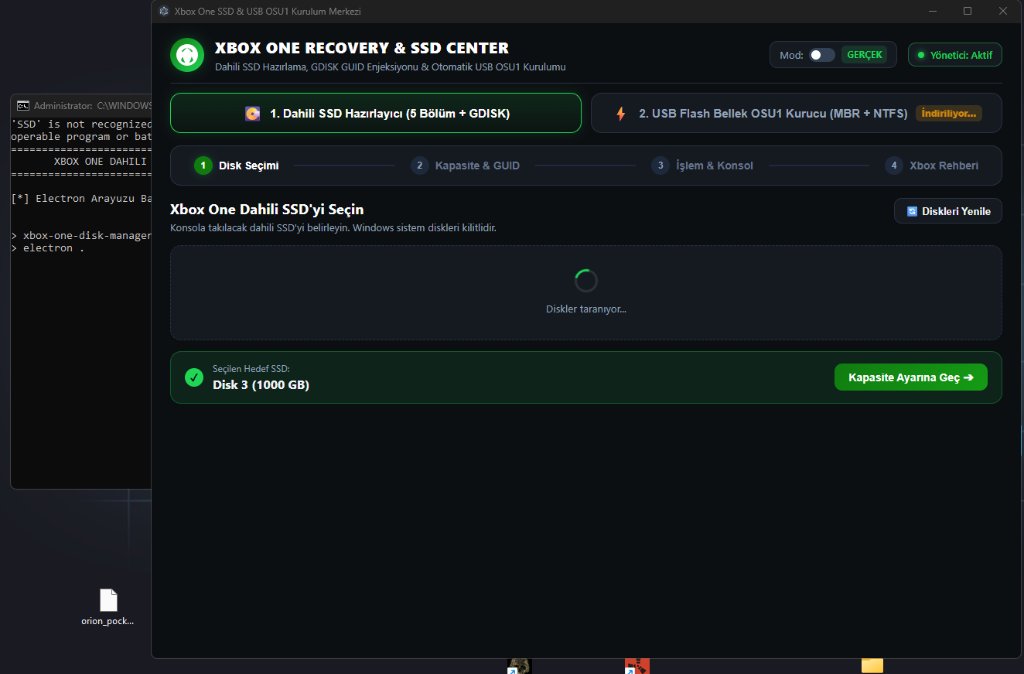 Xbox One SSD & USB OSU1 Kurulum Merkezi
XBOX ONE RECOVERY & SSD CENTER
Dahili SSD Hazırlama, GDISK GUID Enjeksiyonu & Otomatik USB OSU1 Kurulumu
Mod:
GERÇEK
Yönetici: Aktif
1. Dahili SSD Hazırlayıcı (5 Bölüm + GDISK)
2. USB Flash Bellek OSU1 Kurucu (MBR + NTFS)
İndiriliyor...
1 Disk Seçimi
2 Kapasite & GUID
3 İşlem & Konsol
4 Xbox Rehberi
Xbox One Dahili SSD'yi Seçin
Konsola takılacak dahili SSD'yi belirleyin. Windows sistem diskleri kilitlidir.
Diskleri Yenile
Diskler taranıyor...
Seçilen Hedef SSD:
Disk 3 (1000 GB)
Kapasite Ayarına Geç →
Administrator: C:\WINDOWS
'SSD' is not recognized
operable program or bat
=======================
XBOX ONE DAHILI
=======================
[*] Electron Arayuzu Ba
> xbox-one-disk-manager
> electron .
orion_pock...